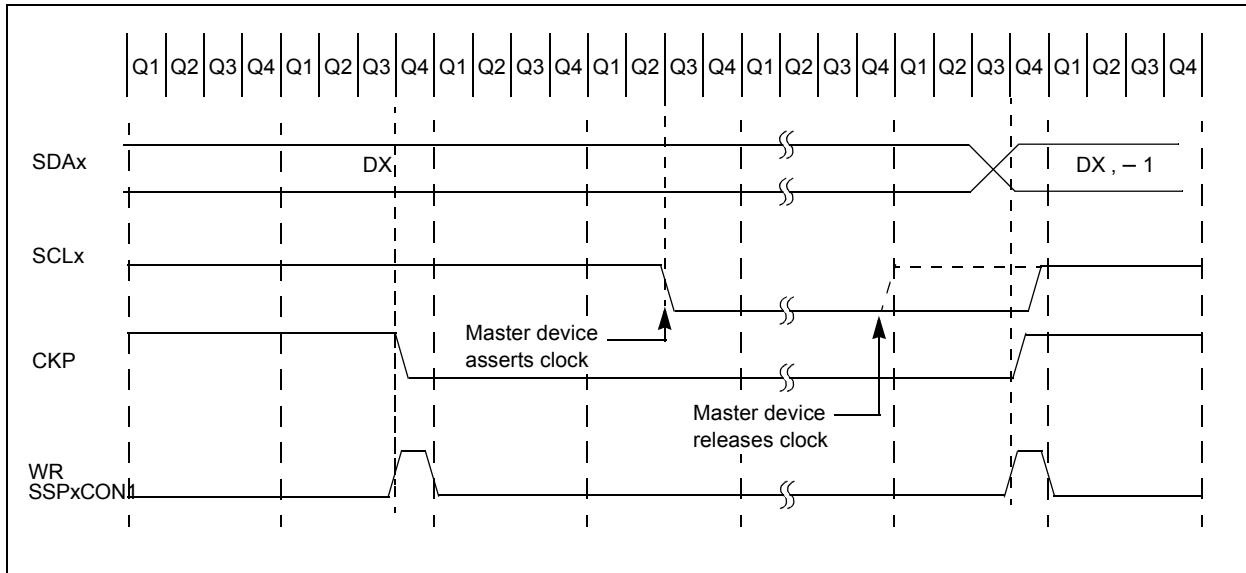 Q1 Q2 Q3 Q4 Q1 Q2 Q3 Q4 Q1 Q2 Q3 Q4 Q1 Q2 Q3 Q4 Q1 Q2 Q3 Q4 Q1 Q2 Q3 Q4 Q1 Q2 Q3 Q4
SDAx
DX
DX , – 1
SCLx
Master device
asserts clock
CKP
Master device
releases clock
WR
SSPxCON1